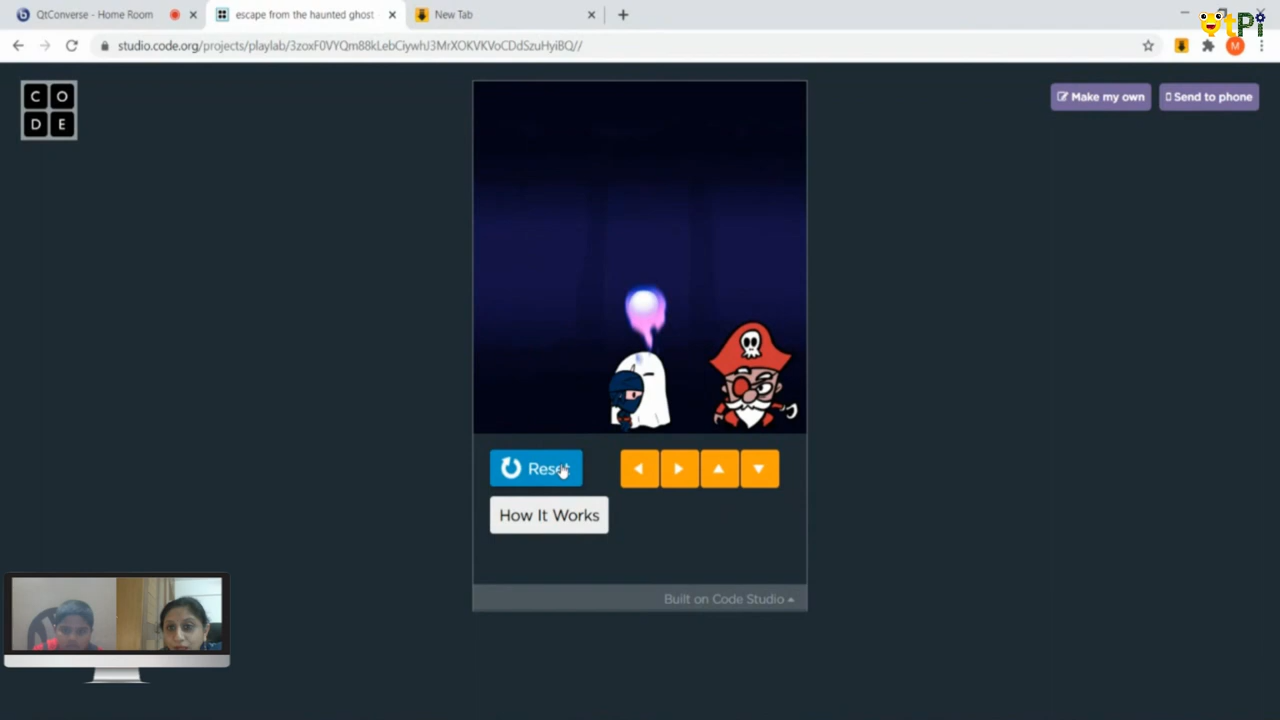 QtConverse - Home Room
escape from the haunted ghost
New Tab
QtPi
studio.code.org/projects/playlab/3zoxF0VYQm88kLebCiywhJ3MrXOKVKVoCDdSzuHyiBQ//
M
C O
D E
Make my own
Send to phone
Reset
How It Works
Built on Code Studio